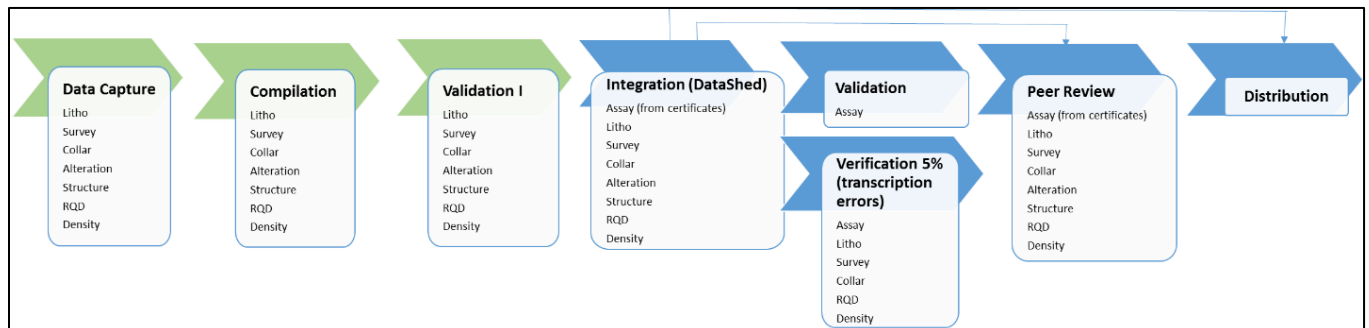 Data Capture
Litho
Survey
Collar
Alteration
Structure
RQD
Density
Compilation
Litho
Survey
Collar
Alteration
Structure
RQD
Density
Validation I
Litho
Survey
Collar
Alteration
Structure
RQD
Density
Integration (DataShed)
Assay (from certificates)
Litho
Survey
Collar
Alteration
Structure
RQD
Density
Validation
Assay
Verification 5%
(transcription
errors)
Assay
Litho
Survey
Collar
RQD
Density
Peer Review
Assay (from certificates)
Litho
Survey
Collar
Alteration
Structure
RQD
Density
Distribution